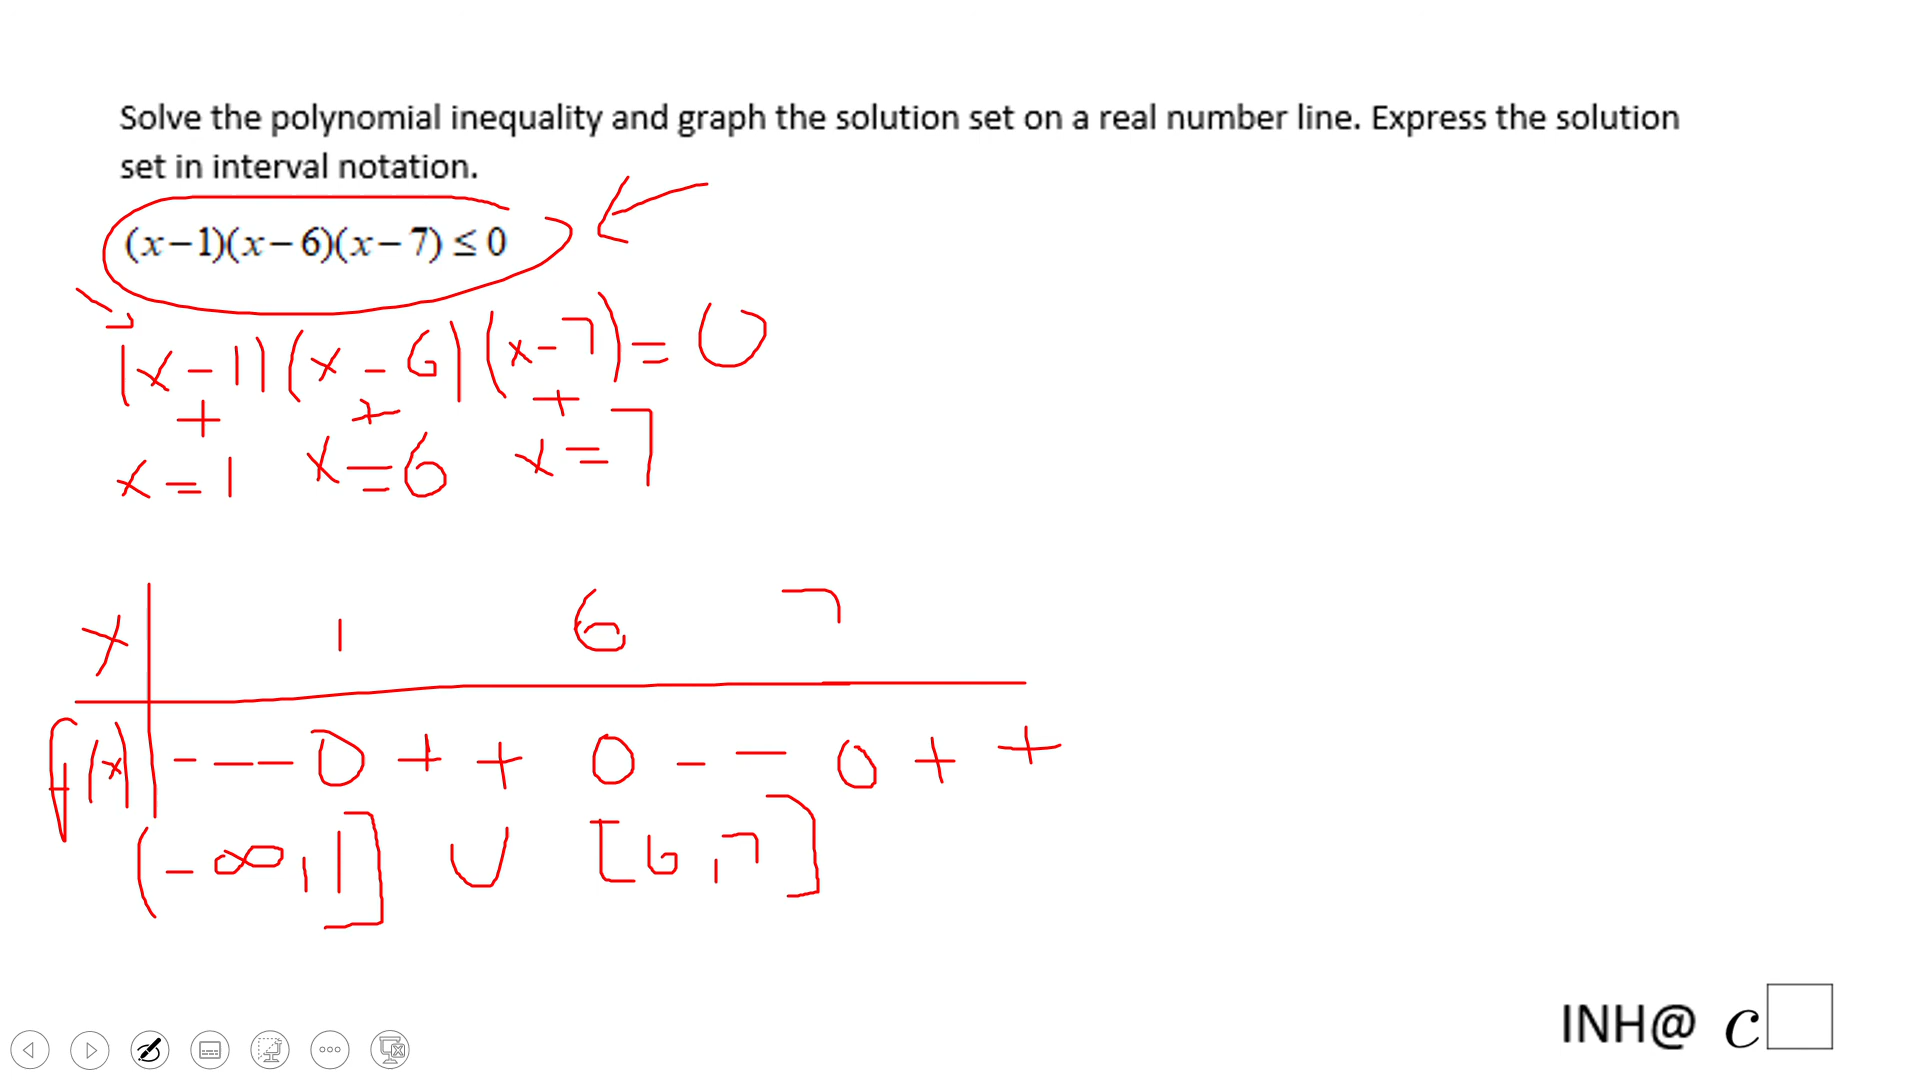 Solve the polynomial inequality and graph the solution set on a real number line. Express the solution
set in interval notation.
(x−1)(x−6)(x−7) ≤ 0
(x-1)(x-6)(x-7)=0
+ + +
x=1 x=6 x=7
x 1 6 7
f(x) - - - 0 + + 0 - - 0 + +
(-∞,1] ∪ [6,7]
INH@ c